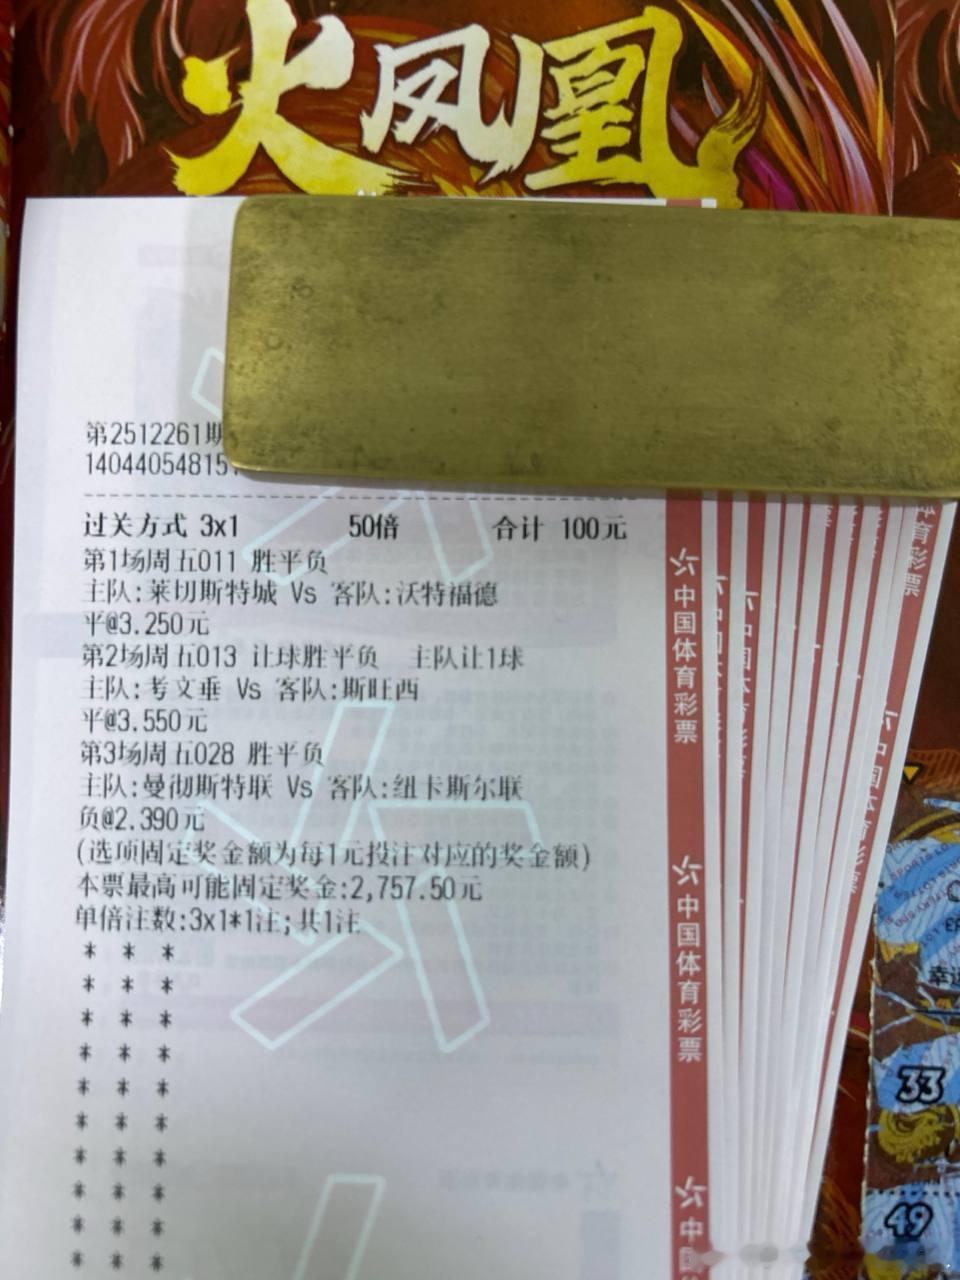 火凤凰
第2512261期
14044054815
过关方式 3x1 50倍 合计 100元
第1场周五011 胜平负
主队:莱切斯特城 Vs 客队:沃特福德
平@3.250元
第2场周五013 让球胜平负 主队让1球
主队:考文垂 Vs 客队:斯旺西
平@3.550元
第3场周五028 胜平负
主队:曼彻斯特联 Vs 客队:纽卡斯尔联
负@2.390元
(选项固定奖金额为每1元投注对应的奖金额)
本票最高可能固定奖金:2,757.50元
单倍注数:3x1*1注;共1注
* * *
* * *
* * *
* * *
* * *
* * *
* * *
* * *
* * *
* * *
中国体育彩票
中国体育彩票
中国
体育彩票
33
49